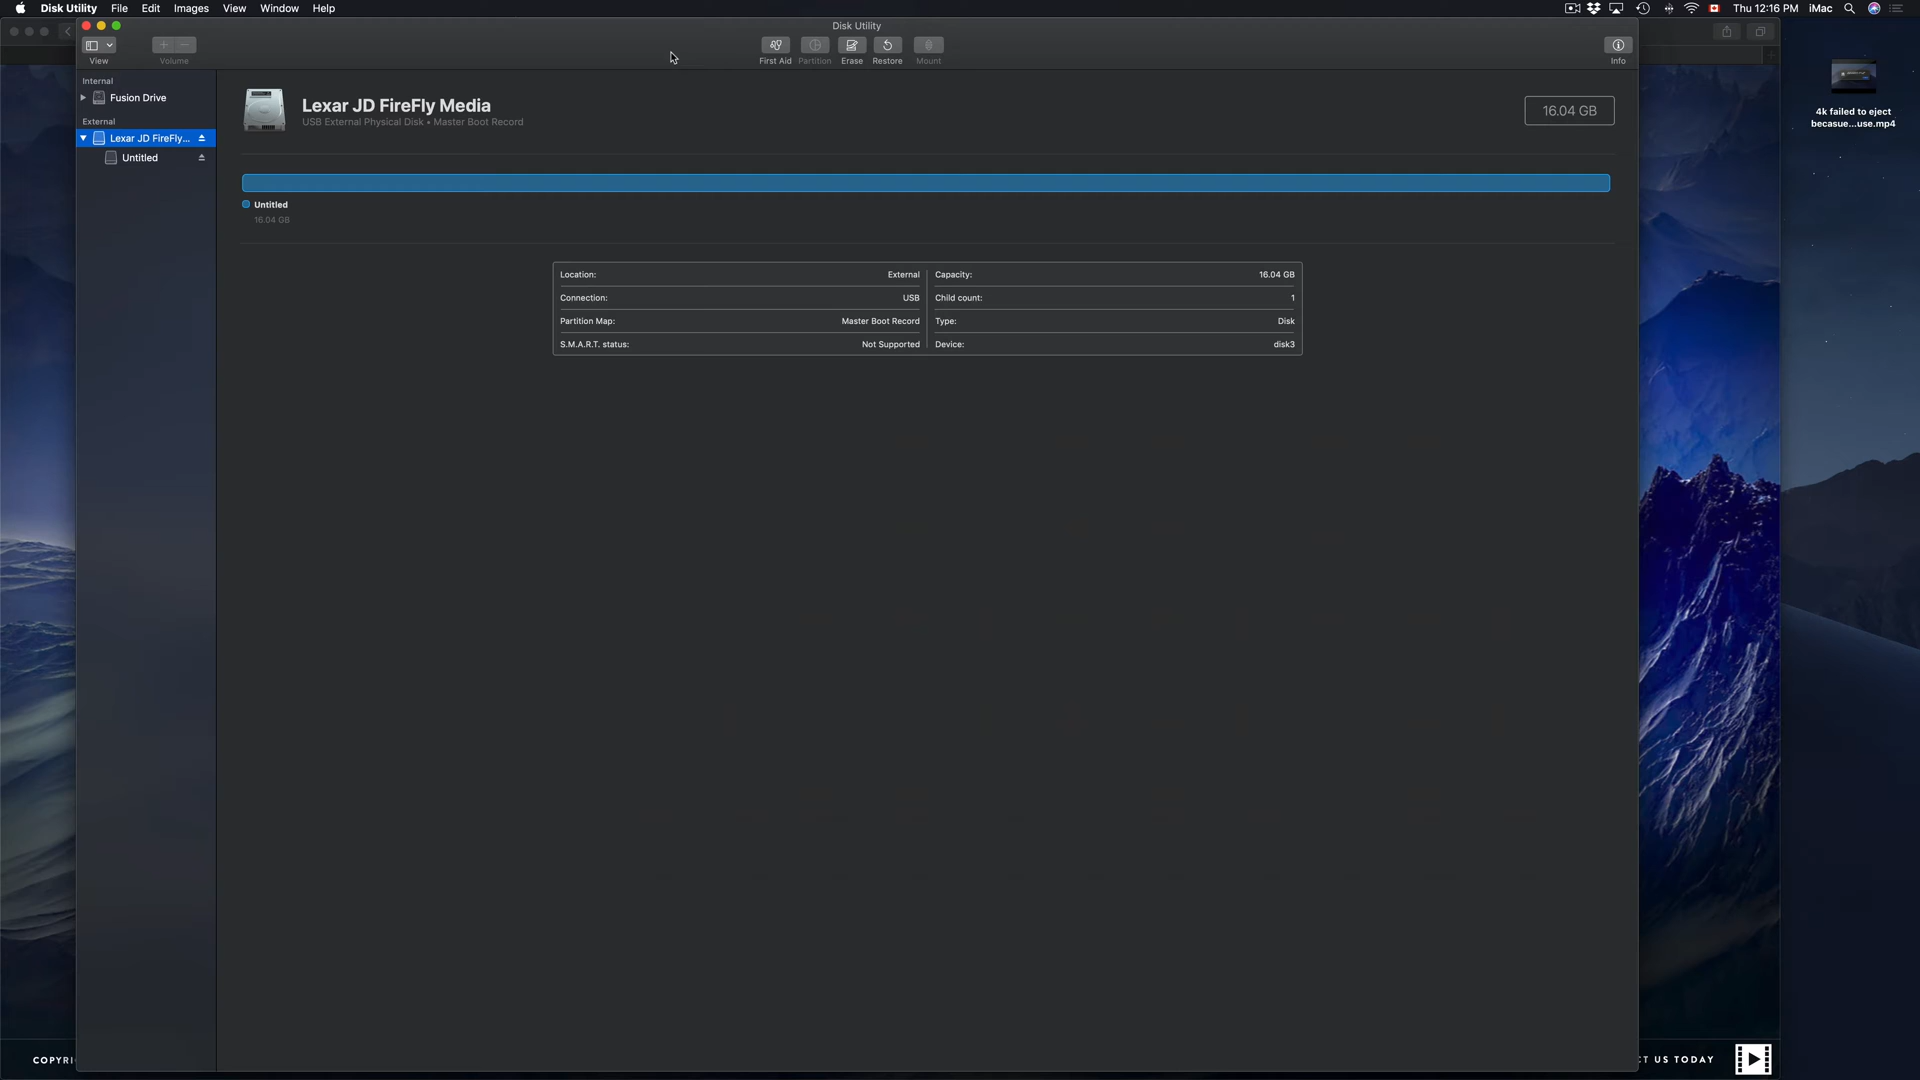 Disk Utility File Edit Images View Window Help Thu 12:16 PM iMac
Disk Utility
View Volume First Aid Partition Erase Restore Mount Info
Internal
Fusion Drive
External
Lexar JD FireFly...
Untitled
Lexar JD FireFly Media
USB External Physical Disk • Master Boot Record
16.04 GB
Untitled
16.04 GB
Location: External
Connection: USB
Partition Map: Master Boot Record
S.M.A.R.T. status: Not Supported
Capacity: 16.04 GB
Child count: 1
Type: Disk
Device: disk3
4k failed to eject
becasue...use.mp4
COPYRI
T US TODAY